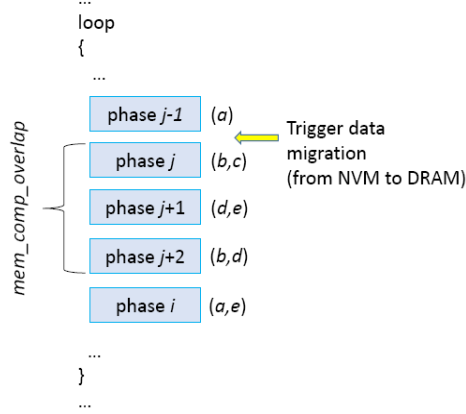 ...
loop
{
...
phase j-1 (a)
Trigger data
migration
(from NVM to DRAM)
mem_comp_overlap
phase j (b,c)
phase j+1 (d,e)
phase j+2 (b,d)
phase i (a,e)
...
}
...